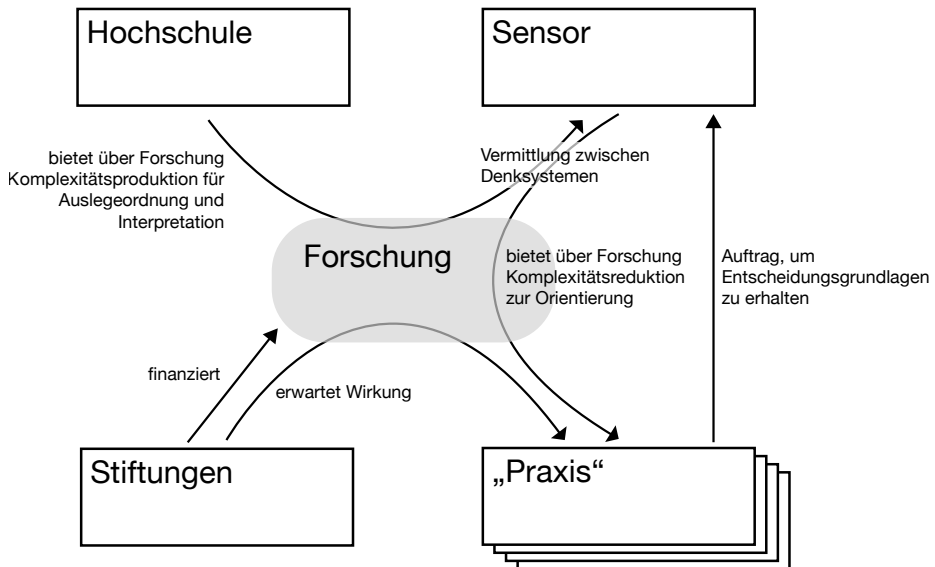 Hochschule
Sensor
bietet über Forschung
Komplexitätsproduktion für
Auslegeordnung und
Interpretation
Vermittlung zwischen
Denksystemen
Forschung
bietet über Forschung
Komplexitätsreduktion
zur Orientierung
Auftrag, um
Entscheidungsgrundlagen
zu erhalten
finanziert
erwartet Wirkung
Stiftungen
„Praxis“